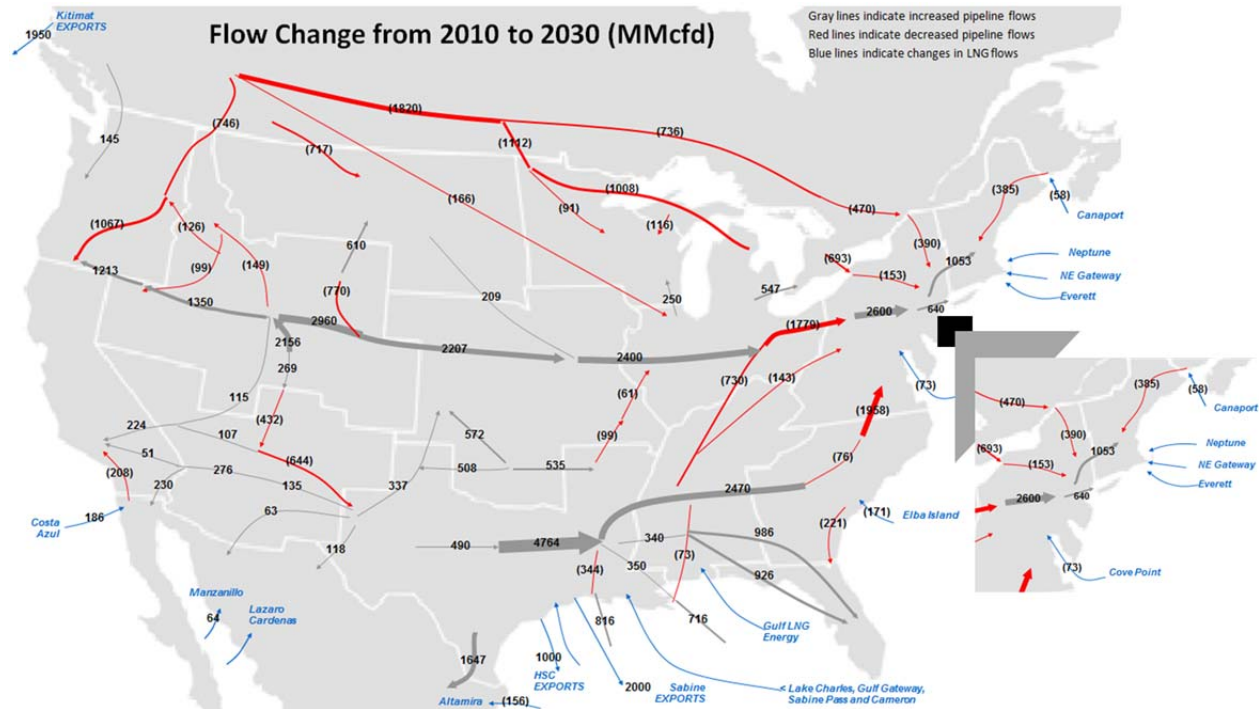 Kitimat
EXPORTS
1950
Flow Change from 2010 to 2030 (MMcfd)
Gray lines indicate increased pipeline flows
Red lines indicate decreased pipeline flows
Blue lines indicate changes in LNG flows
145
(746)
(1820)
(717)
(1112)
(736)
(166)
(1008)
(91)
(116)
(470)
(385)
(58)
Canaport
(390)
(1067)
(126)
(99)
(149)
610
1213
1350
(770)
209
250
547
(693)
(153)
1053
Neptune
NE Gateway
Everett
2960
2207
2400
(1779)
2600
640
2156
269
115
(432)
(730)
(143)
(73)
(61)
(99)
(1958)
224
107
51
276
(644)
135
(208)
230
572
508
535
337
(76)
2470
Costa
Azul
186
63
118
490
4764
340
(344)
350
(73)
986
926
(221)
(171)
Elba Island
816
716
Manzanillo
64
Lazaro
Cardenas
Gulf LNG
Energy
1647
1000
HSC
EXPORTS
2000
Sabine
EXPORTS
< Lake Charles, Gulf Gateway,
Sabine Pass and Cameron
Altamira
(156)
(385)
(58)
Canaport
(470)
(390)
(693)
(153)
1053
Neptune
NE Gateway
Everett
2600
640
(73)
Cove Point